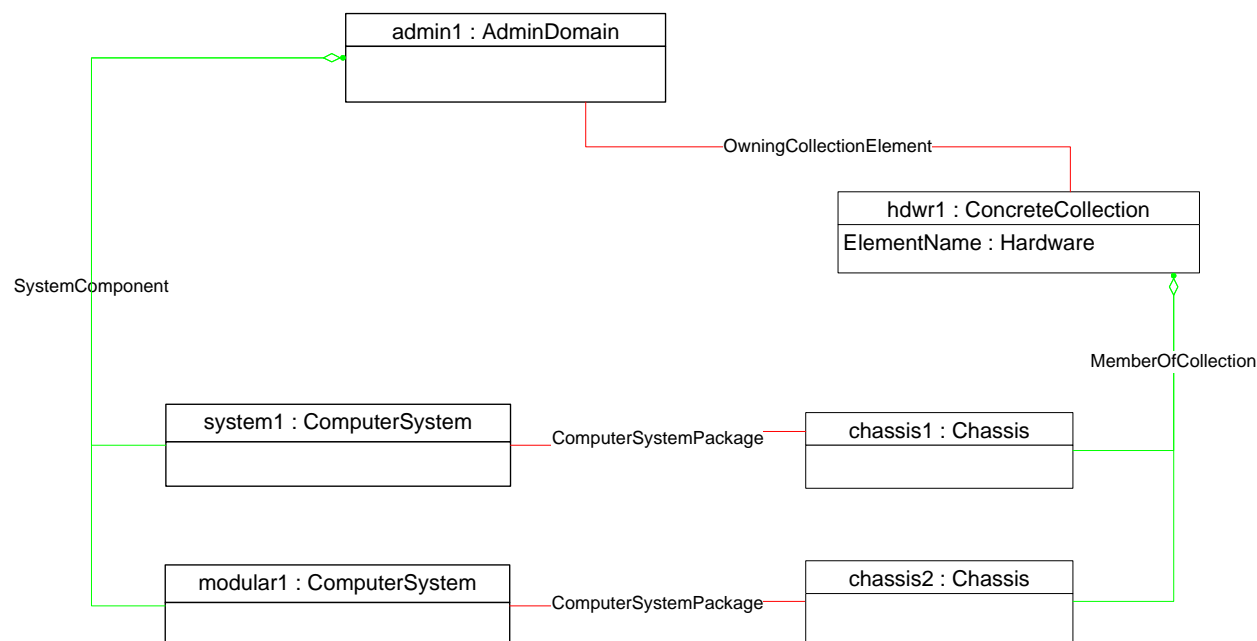 admin1 : AdminDomain
OwningCollectionElement
hdwr1 : ConcreteCollection
ElementName : Hardware
SystemComponent
MemberOfCollection
system1 : ComputerSystem
ComputerSystemPackage
chassis1 : Chassis
modular1 : ComputerSystem
ComputerSystemPackage
chassis2 : Chassis